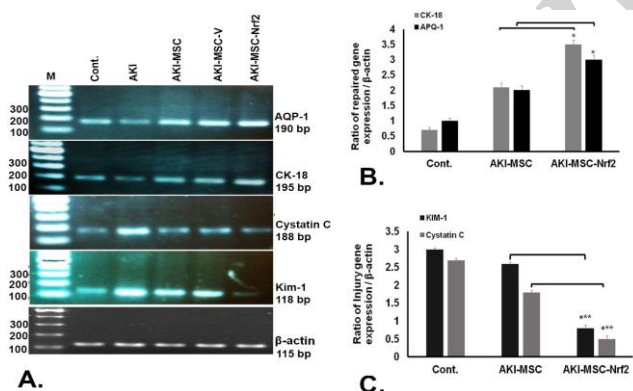 Cont.
AKI
AKI-MSC
AKI-MSC-V
AKI-MSC-Nrf2
M
300
200
100
AQP-1
190 bp
300
200
100
CK-18
195 bp
300
200
100
Cystatin C
188 bp
300
200
100
Kim-1
118 bp
300
200
100
β-actin
115 bp
A.
CK-18
APQ-1
Ratio of repaired gene
expression / β-actin
4
3.5
3
2.5
2
1.5
1
0.5
0
*
*
Cont.
AKI-MSC
AKI-MSC-Nrf2
B.
KIM-1
Cystatin C
Ratio of Injury gene
expression / β-actin
3.5
3
2.5
2
1.5
1
0.5
0
***
***
Cont.
AKI-MSC
AKI-MSC-Nrf2
C.